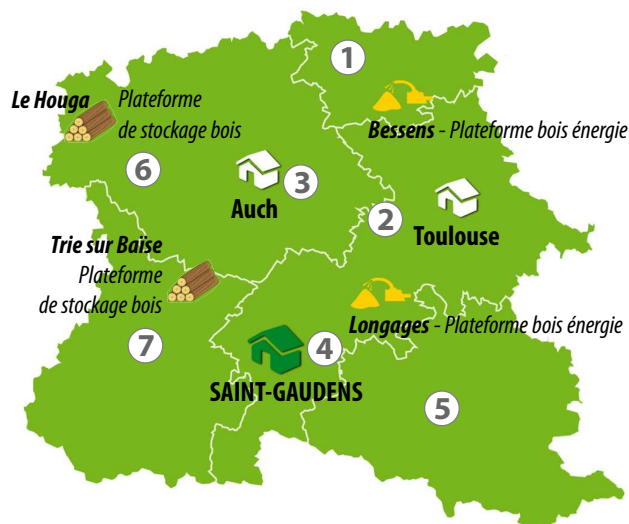 1
Le Houga Plateforme
de stockage bois
Bessens - Plateforme bois énergie
6
3
Auch
2
Toulouse
Trie sur Baïse
Plateforme
de stockage bois
Longages - Plateforme bois énergie
7
4
SAINT-GAUDENS
5